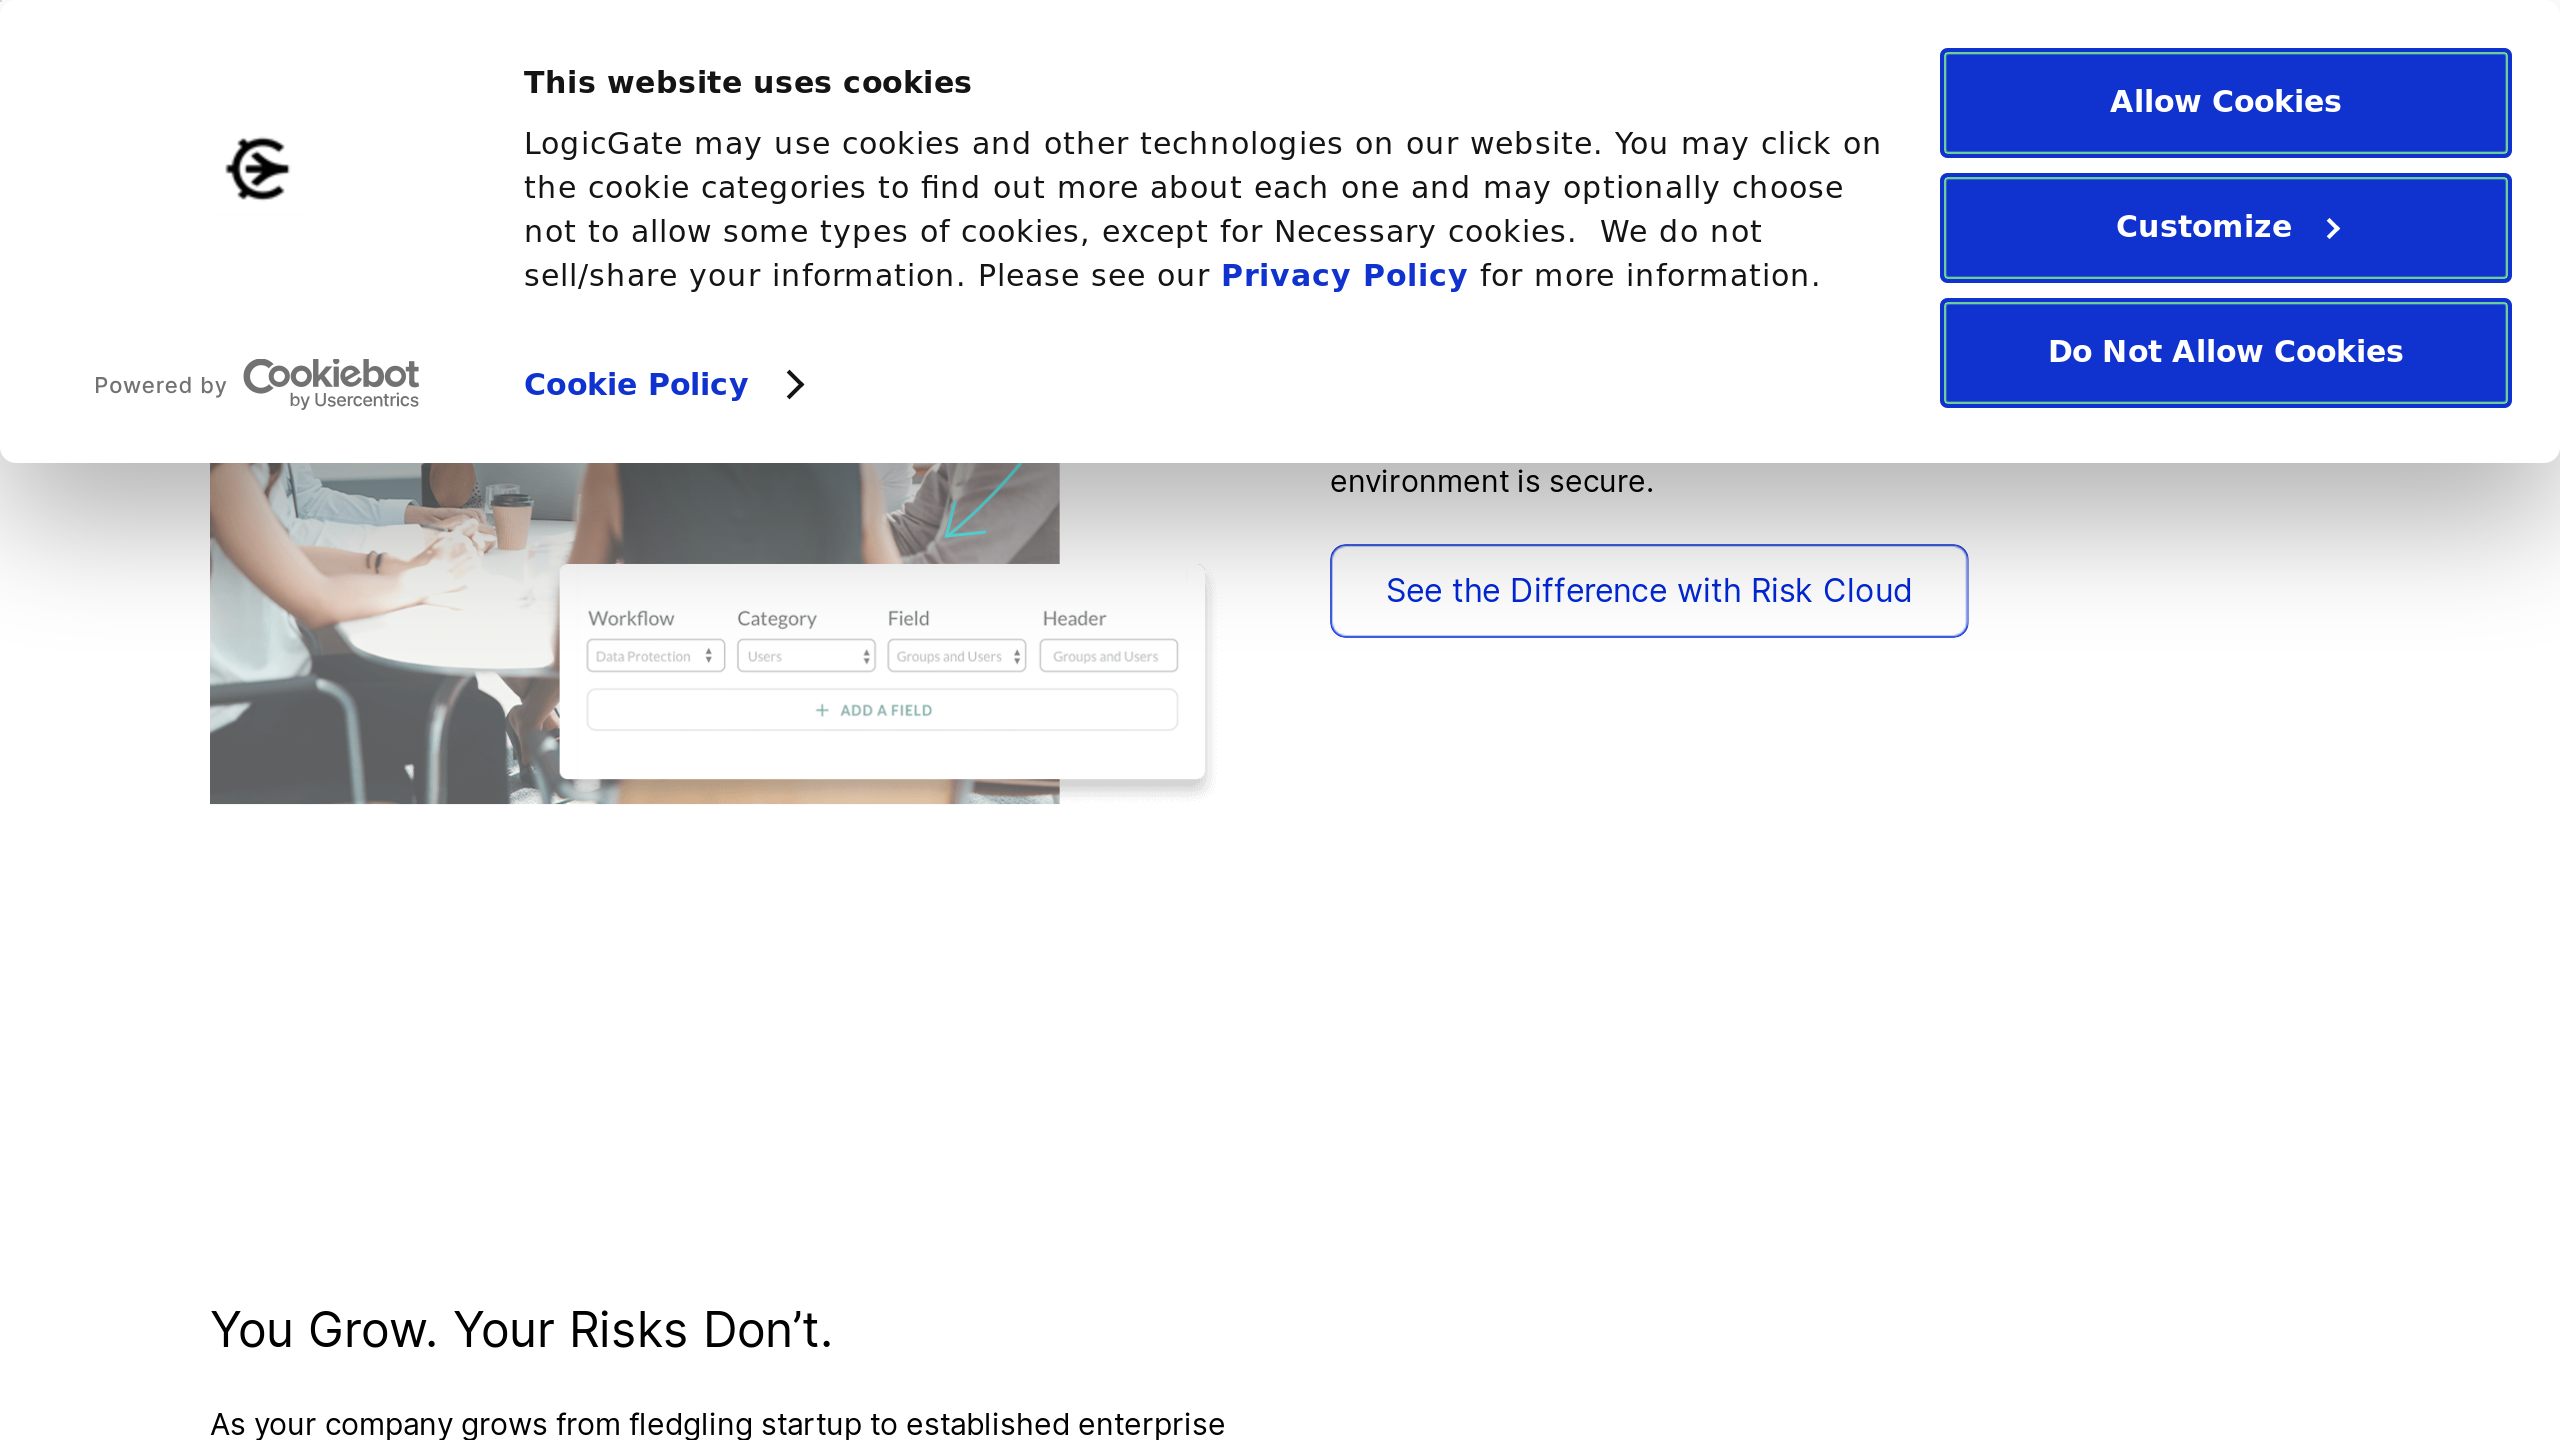 This website uses cookies
LogicGate may use cookies and other technologies on our website. You may click on
the cookie categories to find out more about each one and may optionally choose
not to allow some types of cookies, except for Necessary cookies.  We do not
sell/share your information. Please see our Privacy Policy for more information.
Cookie Policy
Powered by Cookiebot
by Usercentrics
Allow Cookies
Customize
Do Not Allow Cookies
environment is secure.
See the Difference with Risk Cloud
Workflow Category Field Header
Data Protection Users Groups and Users Groups and Users
+ ADD A FIELD
You Grow. Your Risks Don’t.
As your company grows from fledgling startup to established enterprise